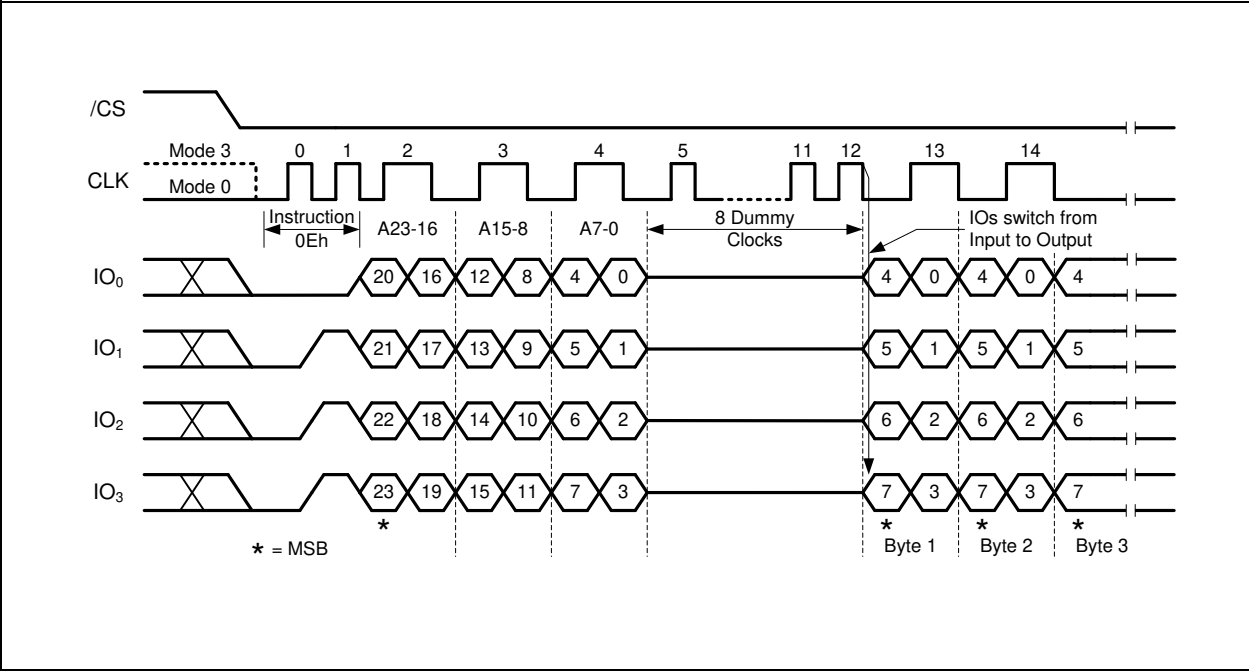 /CS
Mode 3 0 1 2 3 4 5 11 12 13 14
CLK
Mode 0
Instruction
0Eh
A23-16 A15-8 A7-0
8 Dummy
Clocks
IOs switch from
Input to Output
IO₀ 20 16 12 8 4 0 4 0 4 0 4
IO₁ 21 17 13 9 5 1 5 1 5 1 5
IO₂ 22 18 14 10 6 2 6 2 6 2 6
IO₃ 23 19 15 11 7 3 7 3 7 3 7
* * * *
* = MSB
Byte 1 Byte 2 Byte 3